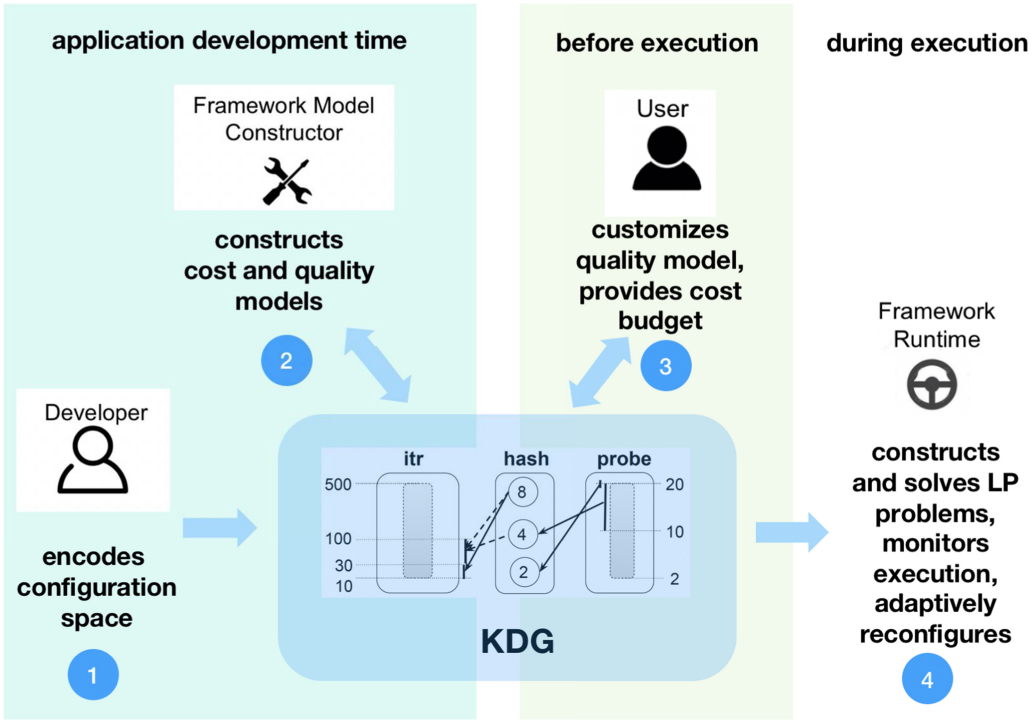 application development time
before execution
during execution
Framework Model
Constructor
constructs
cost and quality
models
2
User
customizes
quality model,
provides cost
budget
3
Framework
Runtime
constructs
and solves LP
problems,
monitors
execution,
adaptively
reconfigures
4
Developer
encodes
configuration
space
1
itr
hash
probe
500
100
30
10
8
4
2
20
10
2
KDG